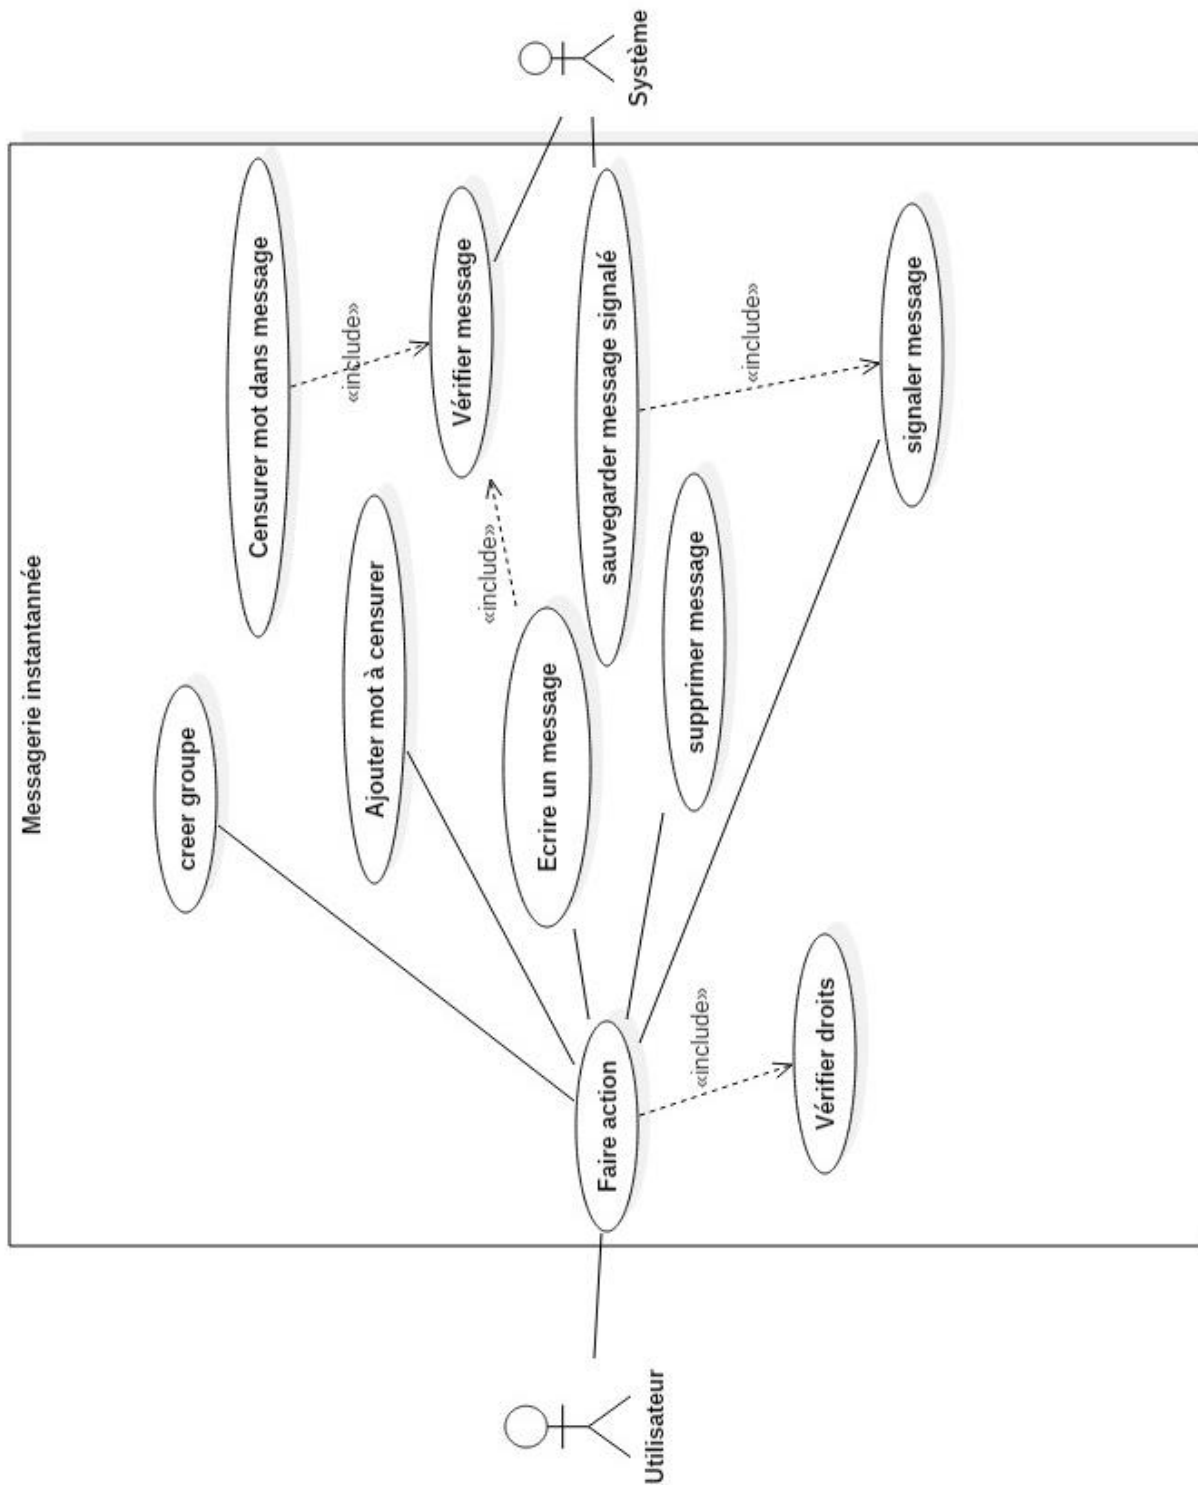 Messagerie instantannée
creer groupe
Censurer mot dans message
«include»
Ajouter mot à censurer
Vérifier message
«include»
Ecrire un message
Système
sauvegarder message signalé
supprimer message
«include»
signaler message
Faire action
«include»
Vérifier droits
Utilisateur